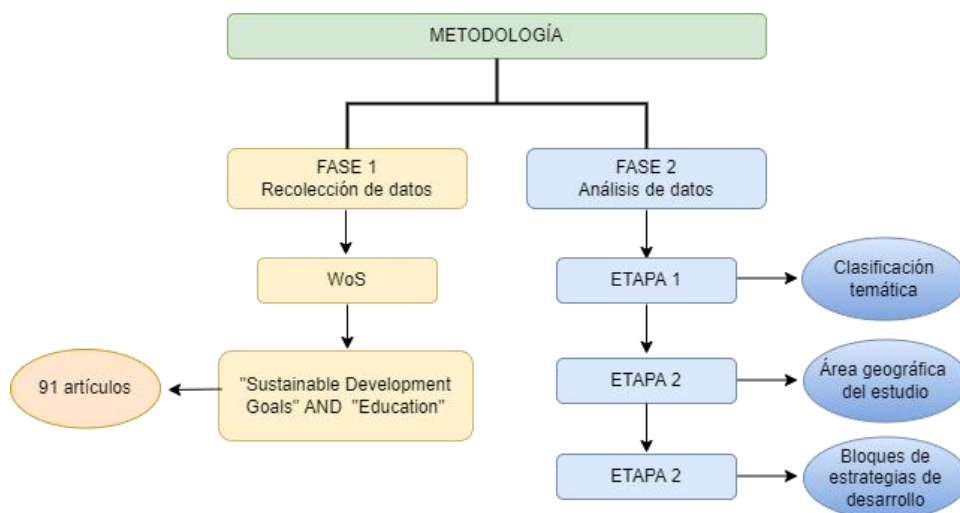 METODOLOGÍA
FASE 1
Recolección de datos
WoS
"Sustainable Development
Goals" AND "Education"
91 artículos
FASE 2
Análisis de datos
ETAPA 1
Clasificación
temática
ETAPA 2
Área geográfica
del estudio
ETAPA 2
Bloques de
estrategias de
desarrollo